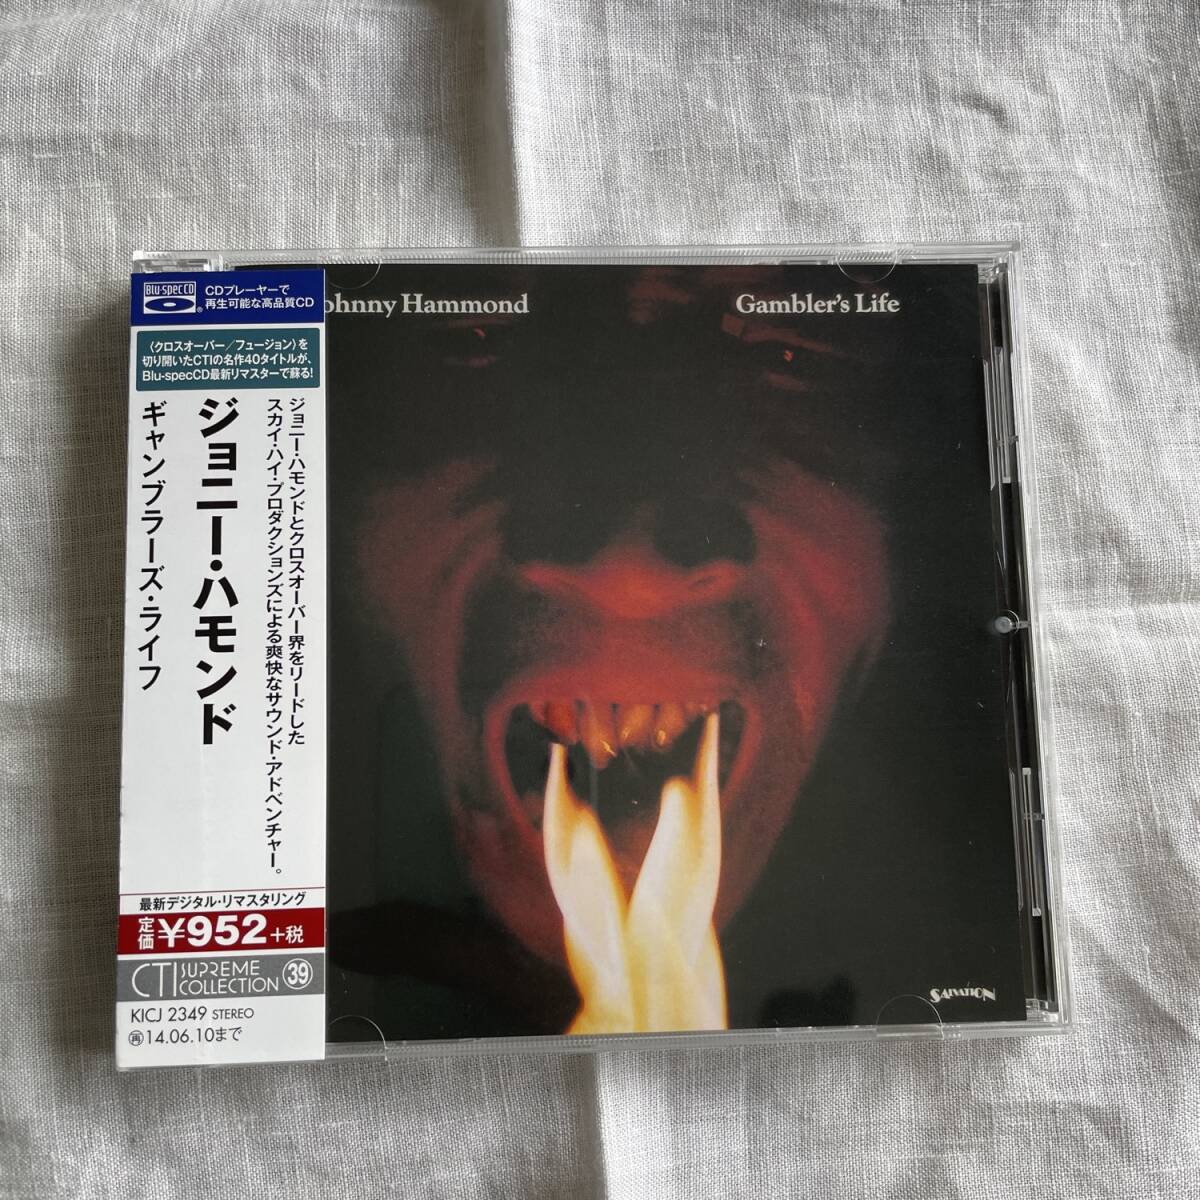 Blu-specCD
CDプレーヤーで
再生可能な高品質CD
〈クロスオーバー/フュージョン〉を
切り開いたCTIの名作40タイトルが、
Blu-specCD最新リマスターで蘇る!
ジョニー・ハモンドとクロスオーバー界をリードした
スカイ・ハイ・プロダクションズによる爽快なサウンド・アドベンチャー。
ジョニー・ハモンド
ギャンブラーズ・ライフ
最新デジタル・リマスタリング
定価¥952+税
CTI SUPREME COLLECTION 39
KICJ 2349 STEREO
再14.06.10まで
ohnny Hammond
Gambler's Life
SALVATION